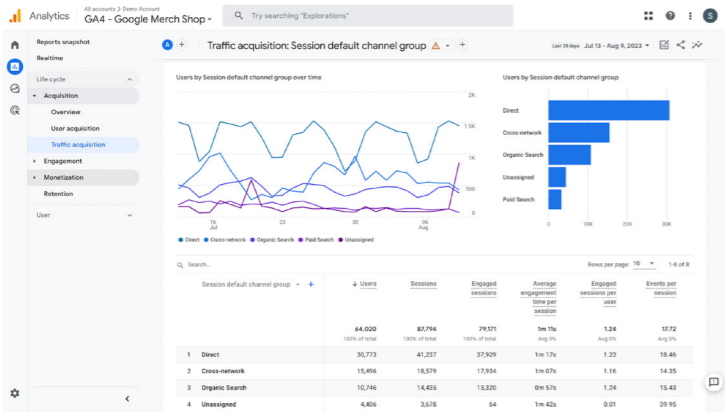 Analytics
All accounts > Demo Account
GA4 - Google Merch Shop
Try searching "Explorations"
S
Reports snapshot
Realtime
Life cycle
Acquisition
Overview
User acquisition
Traffic acquisition
Engagement
Monetization
Retention
User
A
Traffic acquisition: Session default channel group
Last 28 days Jul 13 - Aug 9, 2023
Users by Session default channel group over time
2K
1.5K
1K
500
0
16
Jul
23
30
06
Aug
Direct
Cross-network
Organic Search
Paid Search
Unassigned
Users by Session default channel group
Direct
Cross-network
Organic Search
Unassigned
Paid Search
0
10K
20K
30K
Search...
Rows per page: 10
1-8 of 8
Session default channel group
Users
Sessions
Engaged sessions
Average engagement time per session
Engaged sessions per user
Events per session
64,020 87,794 79,171 1m 11s 1.24 17.72
100% of total 100% of total 100% of total Avg 0% Avg 0% Avg 0%
1 Direct 30,773 41,237 37,929 1m 17s 1.23 18.46
2 Cross-network 15,496 18,579 17,934 1m 07s 1.16 14.35
3 Organic Search 10,746 14,435 13,320 0m 57s 1.24 15.43
4 Unassigned 4,406 3,678 64 1m 42s 0.01 29.95